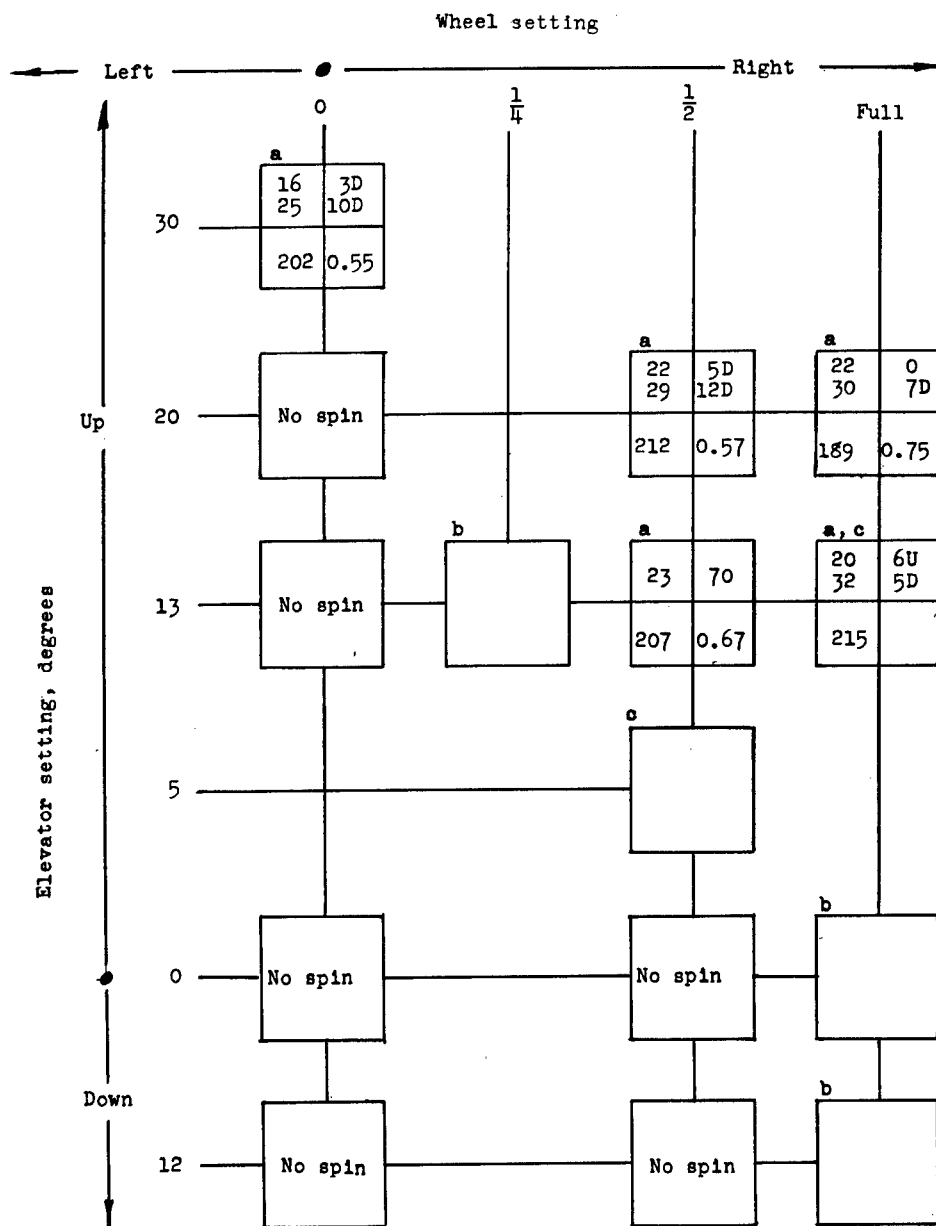 Wheel setting
Left Right
0 1/4 1/2 Full
a
16 3D
25 10D
30
202 0.55
a a
22 5D 22 0
29 12D 30 7D
Up 20 No spin
212 0.57 189 0.75
b a a, c
20 6U
23 70
32 5D
13 No spin
207 0.67 215
Elevator setting, degrees
c
5
b
0 No spin No spin
Down
b
12 No spin No spin